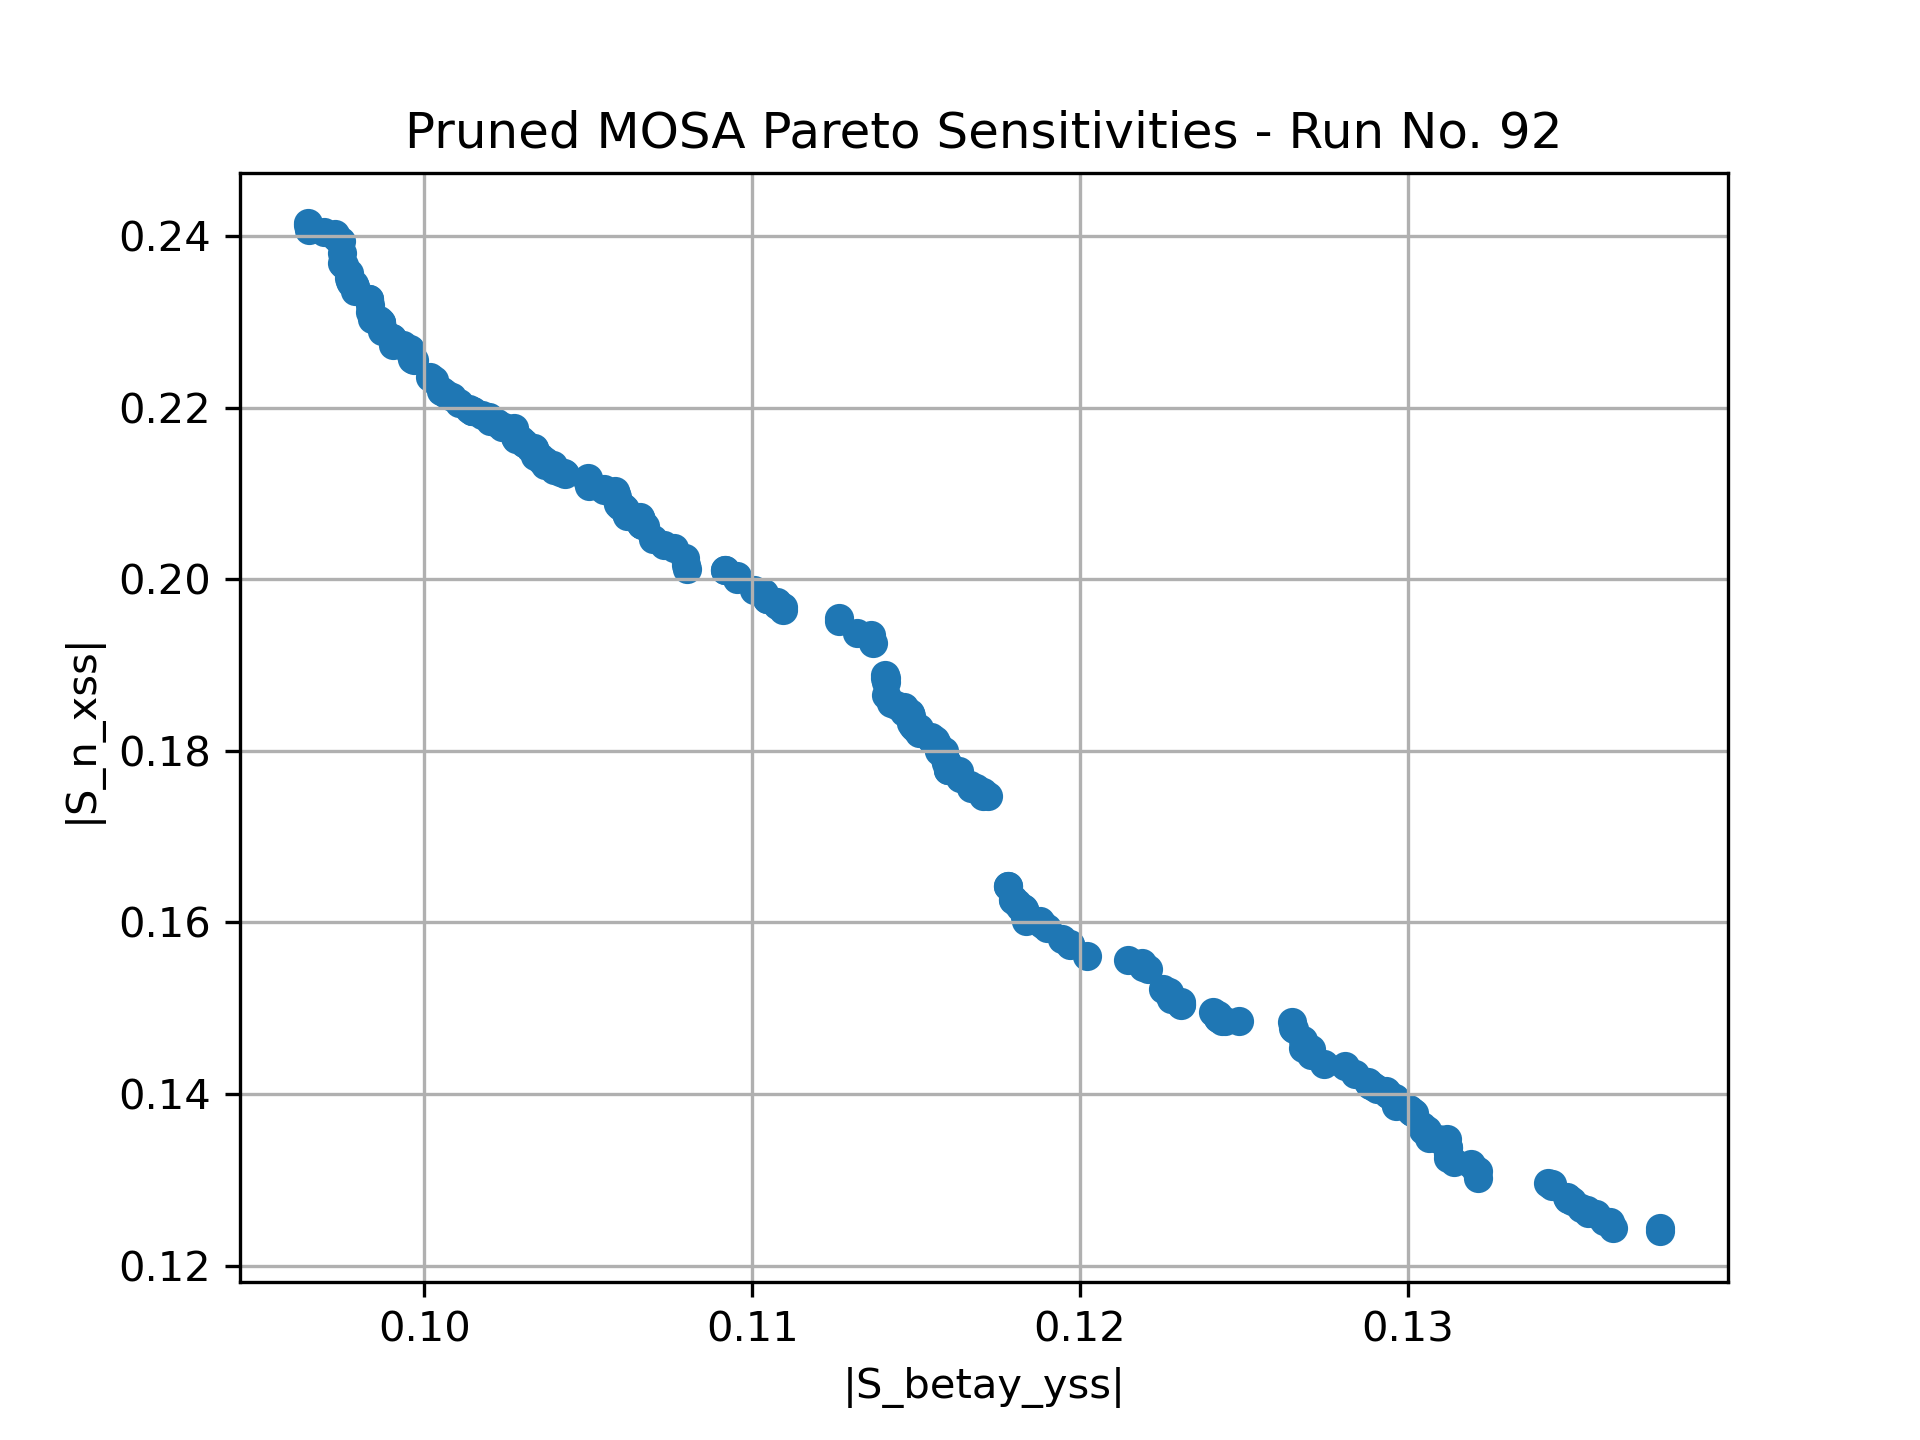 Pruned MOSA Pareto Sensitivities - Run No. 92
|S_n_xss|
0.24
0.22
0.20
0.18
0.16
0.14
0.12
0.10 0.11 0.12 0.13
|S_betay_yss|